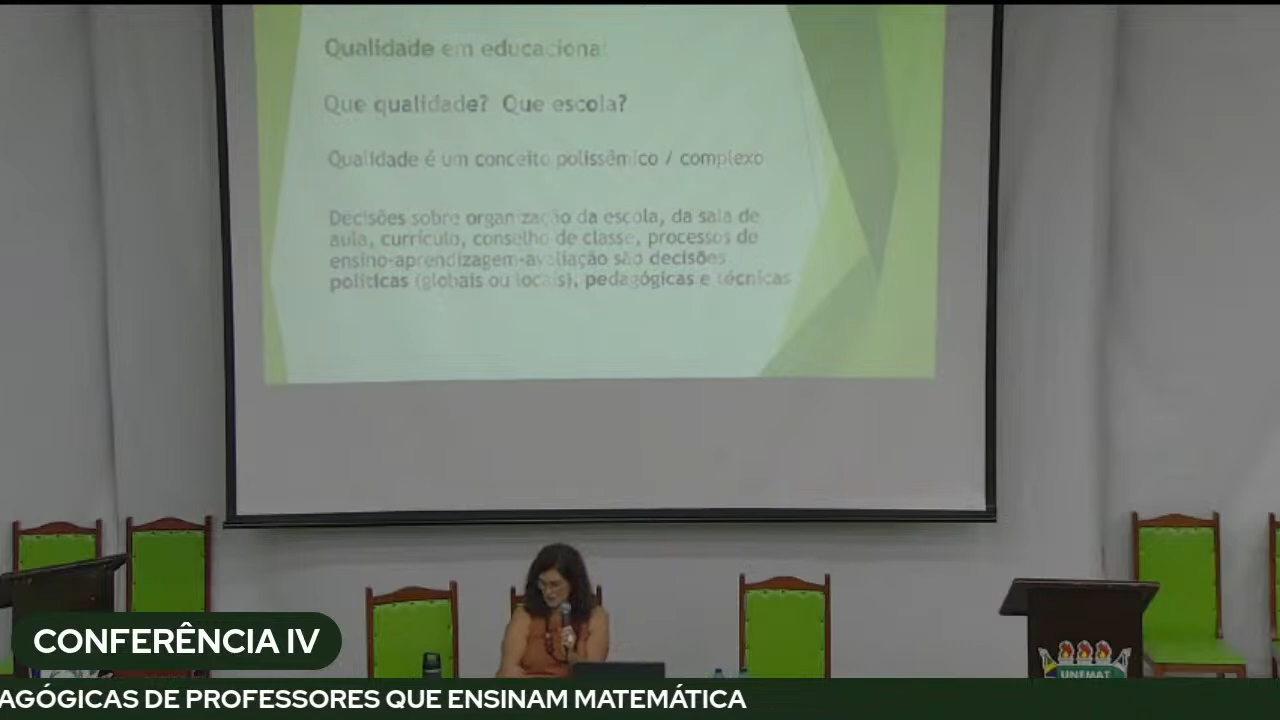 Qualidade em educacional
Que qualidade? Que escola?
Qualidade é um conceito polissêmico / complexo
Decisões sobre organização da escola, da sala de
aula, currículo, conselho de classe, processos de
ensino-aprendizagem-avaliação são decisões
políticas (globais ou locais), pedagógicas e técnicas
CONFERÊNCIA IV
UNEMAT
AGÓGICAS DE PROFESSORES QUE ENSINAM MATEMÁTICA